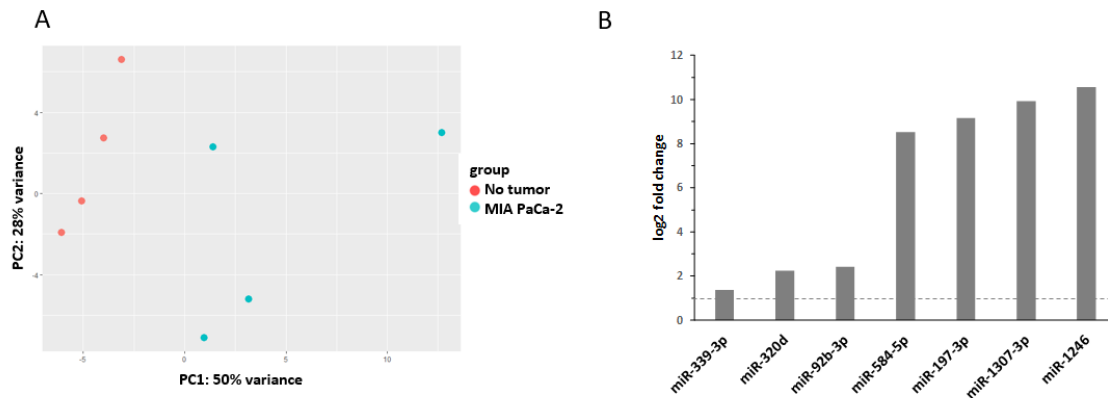 A
4
0
-4
-5
0
5
10
PC2: 28% variance
PC1: 50% variance
group
No tumor
MIA PaCa-2
B
12
10
8
6
4
2
0
log2 fold change
miR-339-3p
miR-320d
miR-92b-3p
miR-584-5p
miR-197-3p
miR-1307-3p
miR-1246